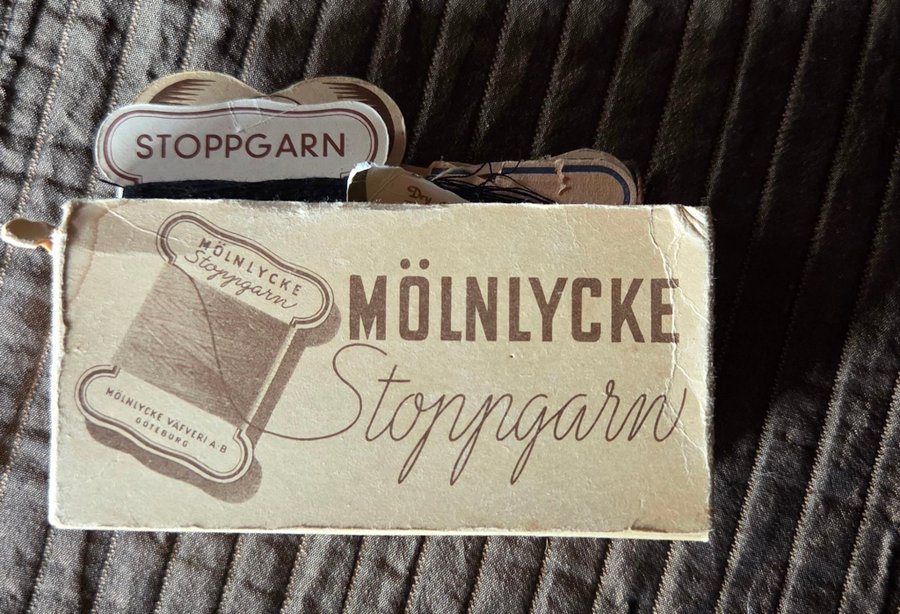 STOPPGARN
MÖLNLYCKE
Stoppgarn
MÖLNLYCKE VÄFVERI A-B
GÖTEBORG
MÖLNLYCKE
Stoppgarn